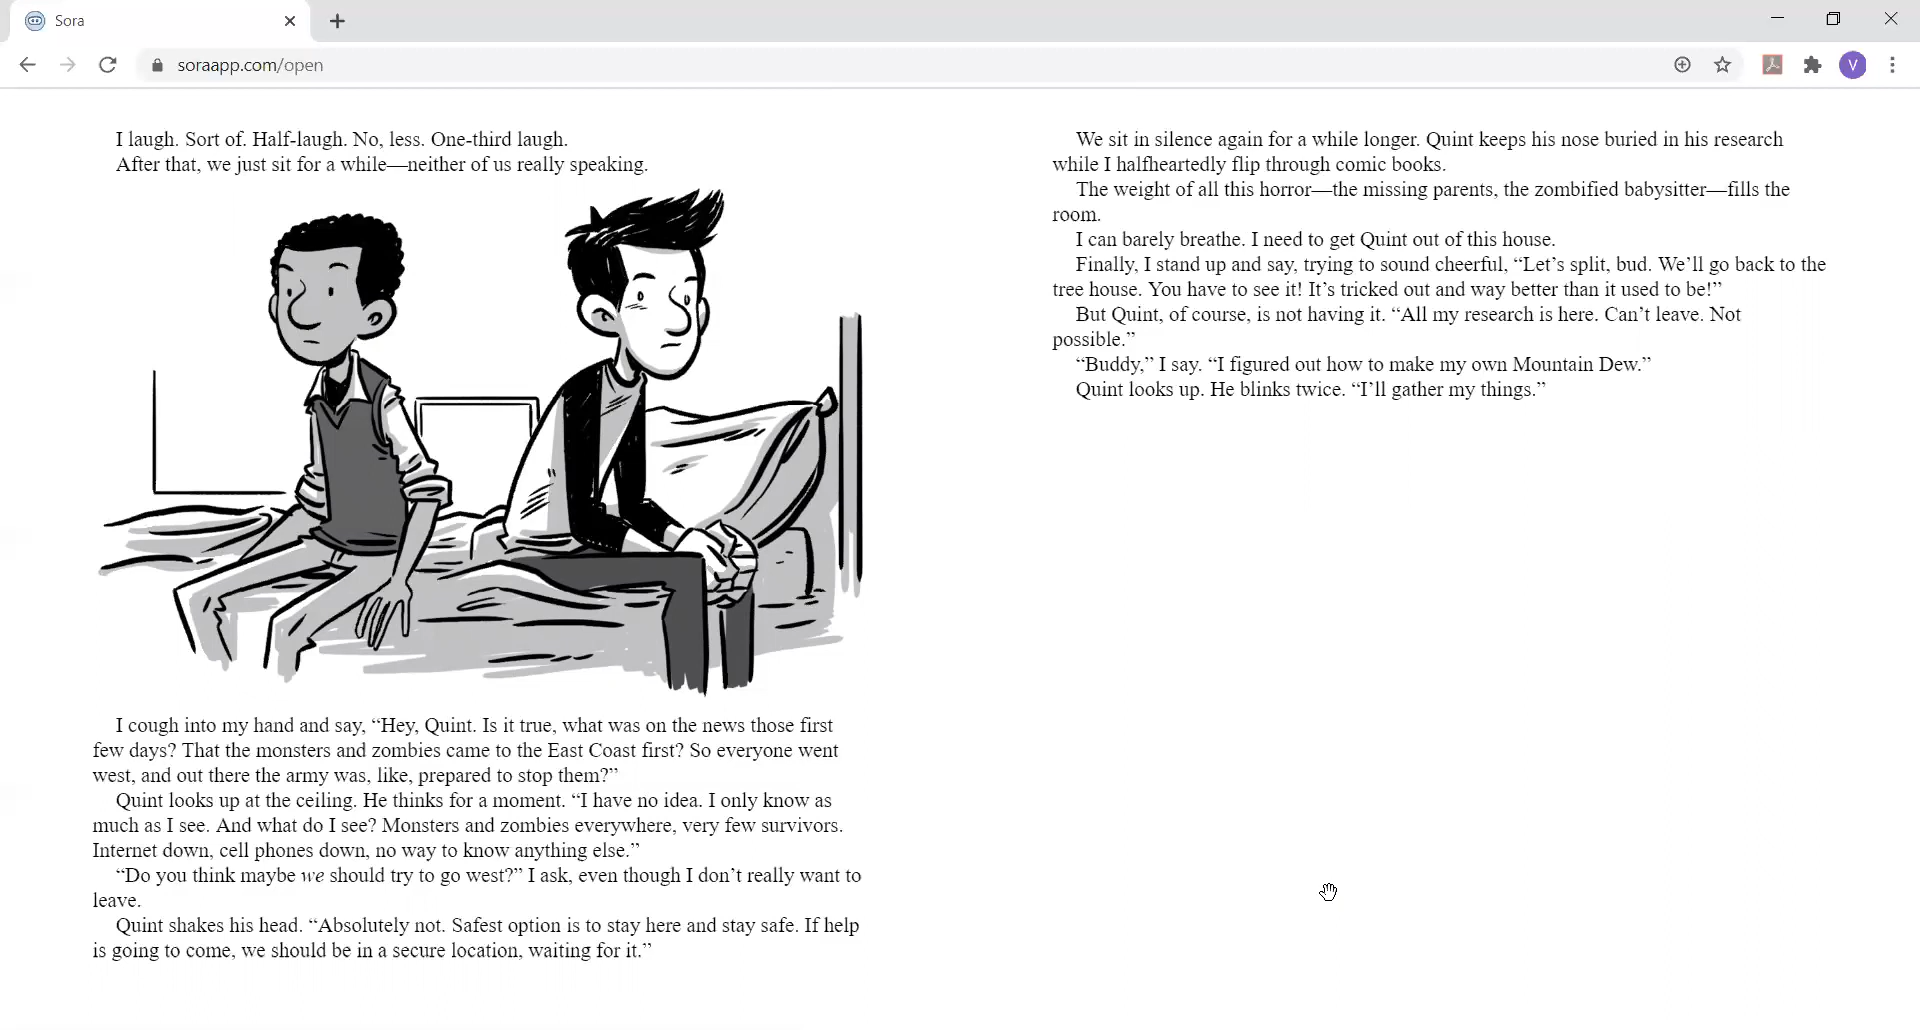 Sora
soraapp.com/open
V
I laugh. Sort of. Half-laugh. No, less. One-third laugh.
After that, we just sit for a while—neither of us really speaking.
I cough into my hand and say, “Hey, Quint. Is it true, what was on the news those first
few days? That the monsters and zombies came to the East Coast first? So everyone went
west, and out there the army was, like, prepared to stop them?”
Quint looks up at the ceiling. He thinks for a moment. “I have no idea. I only know as
much as I see. And what do I see? Monsters and zombies everywhere, very few survivors.
Internet down, cell phones down, no way to know anything else.”
“Do you think maybe we should try to go west?” I ask, even though I don’t really want to
leave.
Quint shakes his head. “Absolutely not. Safest option is to stay here and stay safe. If help
is going to come, we should be in a secure location, waiting for it.”
We sit in silence again for a while longer. Quint keeps his nose buried in his research
while I halfheartedly flip through comic books.
The weight of all this horror—the missing parents, the zombified babysitter—fills the
room.
I can barely breathe. I need to get Quint out of this house.
Finally, I stand up and say, trying to sound cheerful, “Let’s split, bud. We’ll go back to the
tree house. You have to see it! It’s tricked out and way better than it used to be!”
But Quint, of course, is not having it. “All my research is here. Can’t leave. Not
possible.”
“Buddy,” I say. “I figured out how to make my own Mountain Dew.”
Quint looks up. He blinks twice. “I’ll gather my things.”